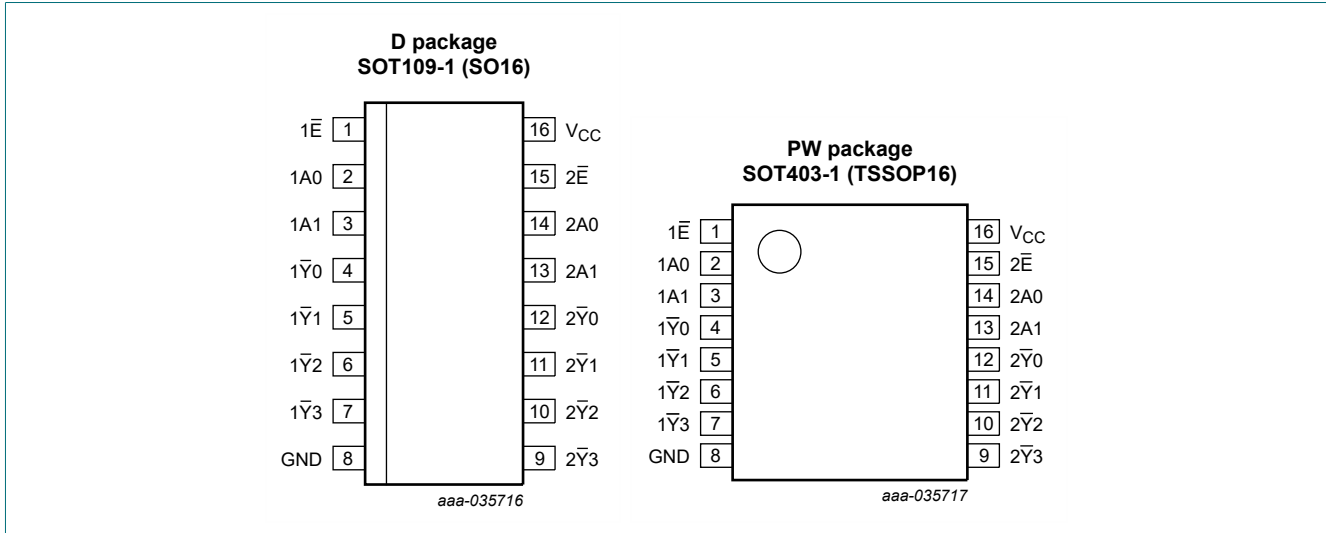 D package
SOT109-1 (SO16)
1E̅ 1
1A0 2
1A1 3
1Y̅0 4
1Y̅1 5
1Y̅2 6
1Y̅3 7
GND 8
16 VCC
15 2E̅
14 2A0
13 2A1
12 2Y̅0
11 2Y̅1
10 2Y̅2
9 2Y̅3
aaa-035716
PW package
SOT403-1 (TSSOP16)
1E̅ 1
1A0 2
1A1 3
1Y̅0 4
1Y̅1 5
1Y̅2 6
1Y̅3 7
GND 8
16 VCC
15 2E̅
14 2A0
13 2A1
12 2Y̅0
11 2Y̅1
10 2Y̅2
9 2Y̅3
aaa-035717